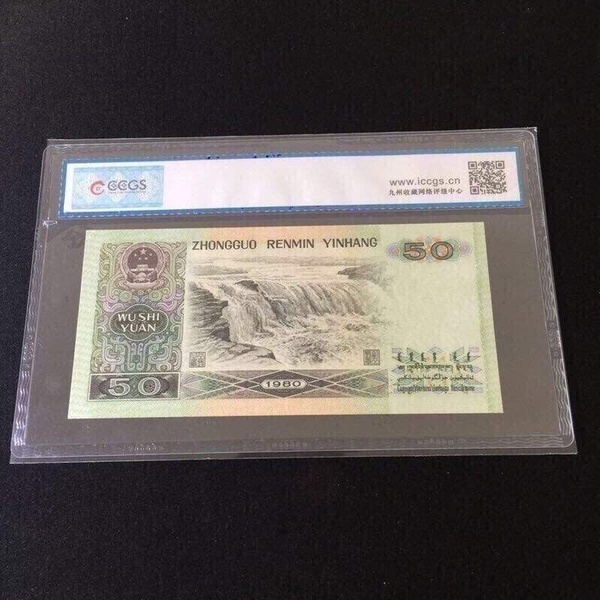 CCGS
www.iccgs.cn
九州收藏网络评级中心
ZHONGGUO RENMIN YINHANG
50
WUSHI
YUAN
50
1980